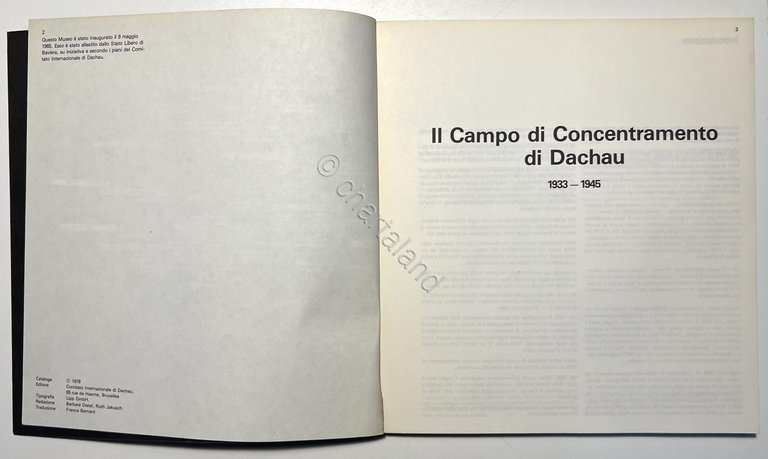 2
Questo Museo è stato inaugurato il 9 maggio
1965. Esso è stato allestito dallo Stato Libero di
Baviera, su iniziativa e secondo i piani del Comi-
tato Internazionale di Dachau.
Catalogo © 1978
Editore Comitato Internazionale di Dachau,
65 rue de Haerne, Bruxelles
Tipografia Lipp GmbH,
Redazione Barbara Distel, Ruth Jakusch
Traduzione Franca Bernard
3
Il Campo di Concentramento
di Dachau
1933 — 1945
© chartaland